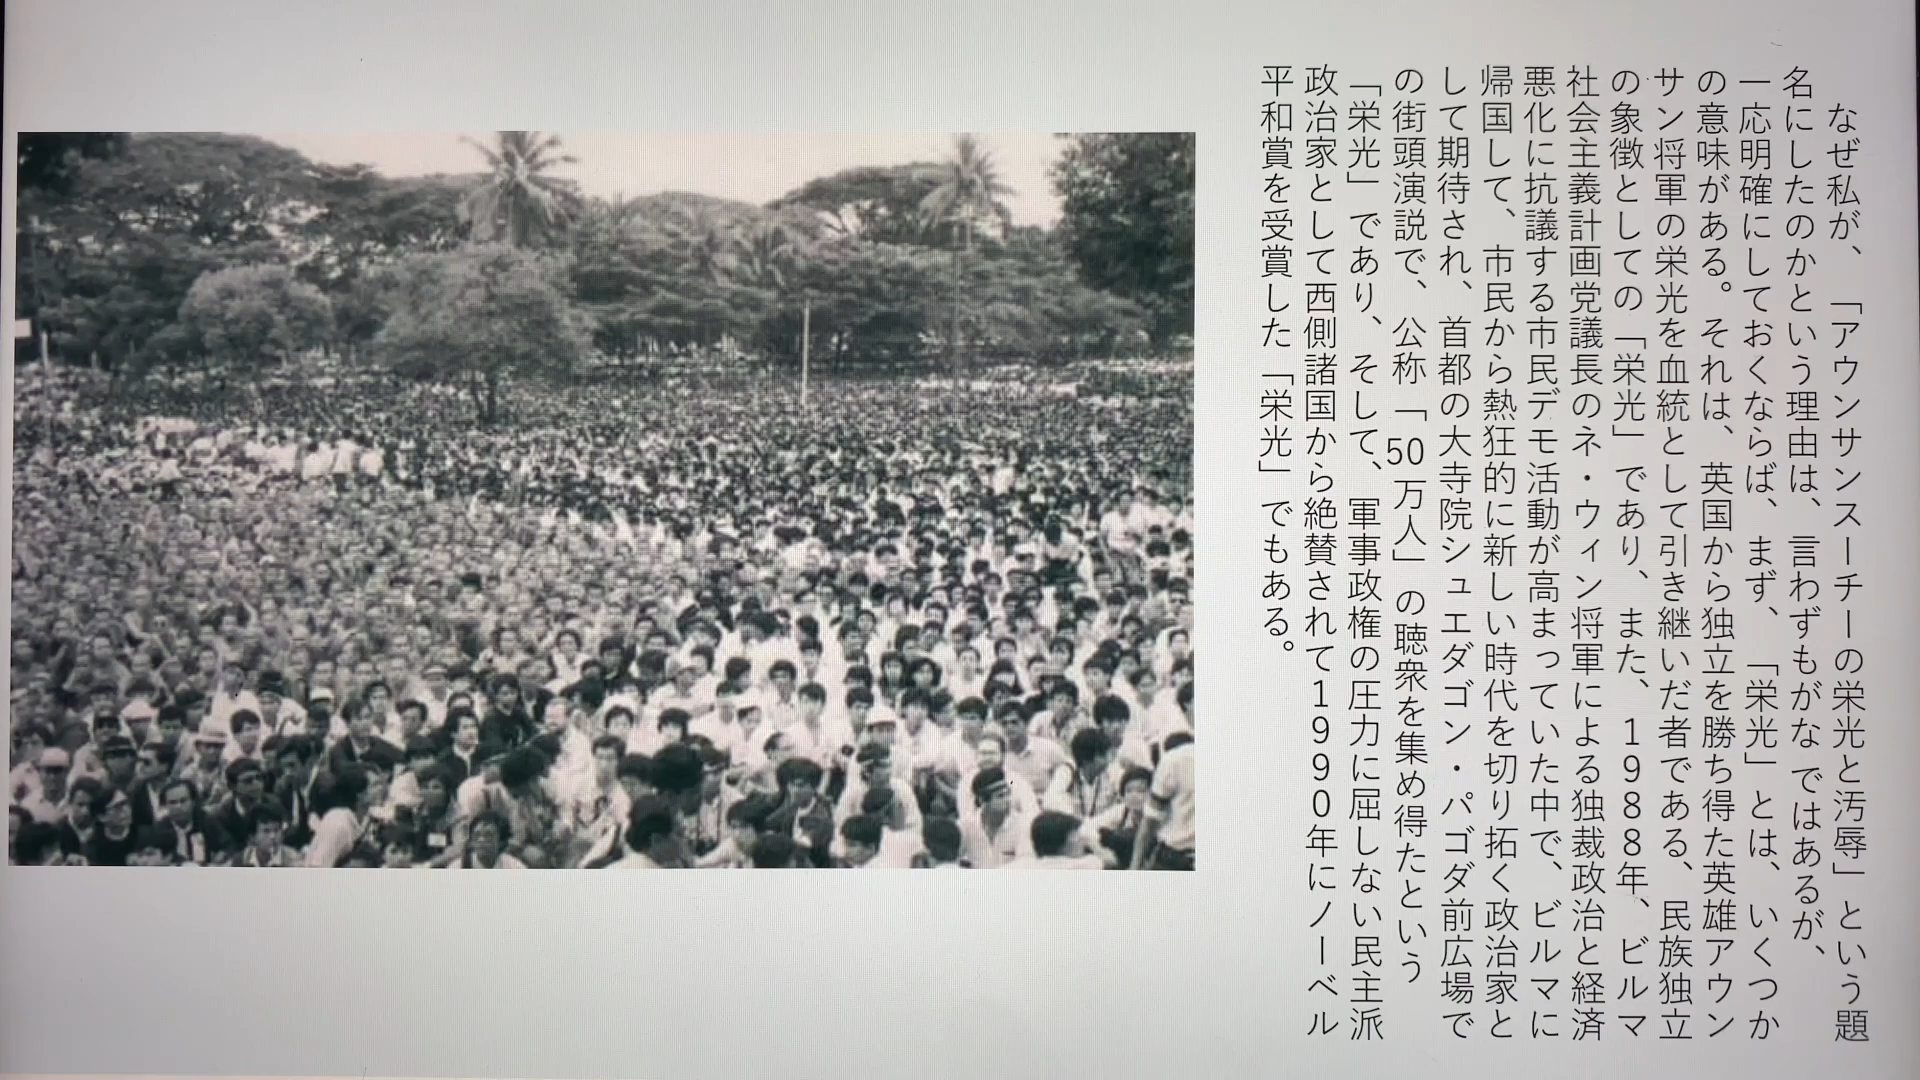 なぜ私が、「アウンサンスーチーの栄光と汚辱」という題
名にしたのかという理由は、言わずもがな ではあるが、
一応明確にしておくならば、まず、「栄光」とは、いくつか
の意味がある。それは、英国から独立を勝ち得た英雄アウン
サン将軍の栄光を血統として引き継いだ者である、民族独立
の象徴としての「栄光」であり、また、1988年、ビルマ
社会主義計画党議長のネ・ウィン将軍による独裁政治と経済
悪化に抗議する市民デモ活動が高まっていた中で、ビルマに
帰国して、市民から熱狂的に新しい時代を切り拓く政治家と
して期待され、首都の大寺院シュエダゴン・パゴダ前広場で
の街頭演説で、公称「50万人」の聴衆を集め得たという
「栄光」であり、そして、軍事政権の圧力に屈しない民主派
政治家として西側諸国から絶賛されて1990年にノーベル
平和賞を受賞した「栄光」でもある。